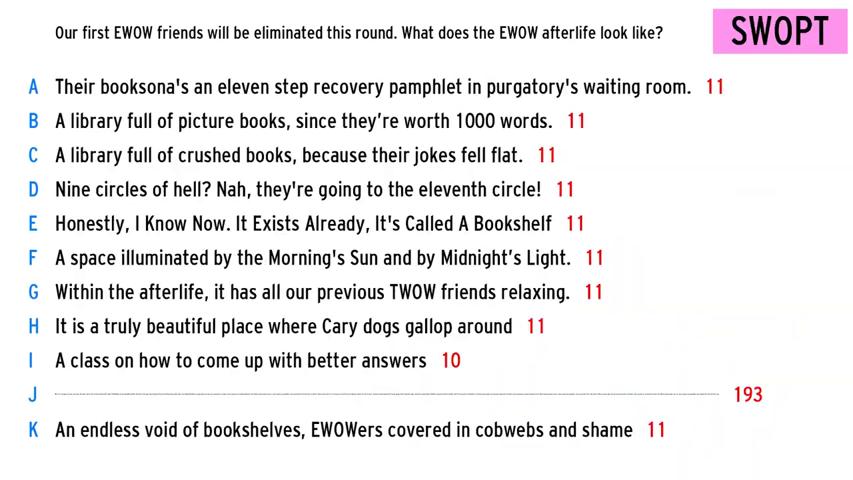 Our first EWOW friends will be eliminated this round. What does the EWOW afterlife look like?
SWOPT
A Their booksona's an eleven step recovery pamphlet in purgatory's waiting room. 11
B A library full of picture books, since they’re worth 1000 words. 11
C A library full of crushed books, because their jokes fell flat. 11
D Nine circles of hell? Nah, they're going to the eleventh circle! 11
E Honestly, I Know Now. It Exists Already, It's Called A Bookshelf 11
F A space illuminated by the Morning's Sun and by Midnight’s Light. 11
G Within the afterlife, it has all our previous TWOW friends relaxing. 11
H It is a truly beautiful place where Cary dogs gallop around 11
I A class on how to come up with better answers 10
J 193
K An endless void of bookshelves, EWOWers covered in cobwebs and shame 11